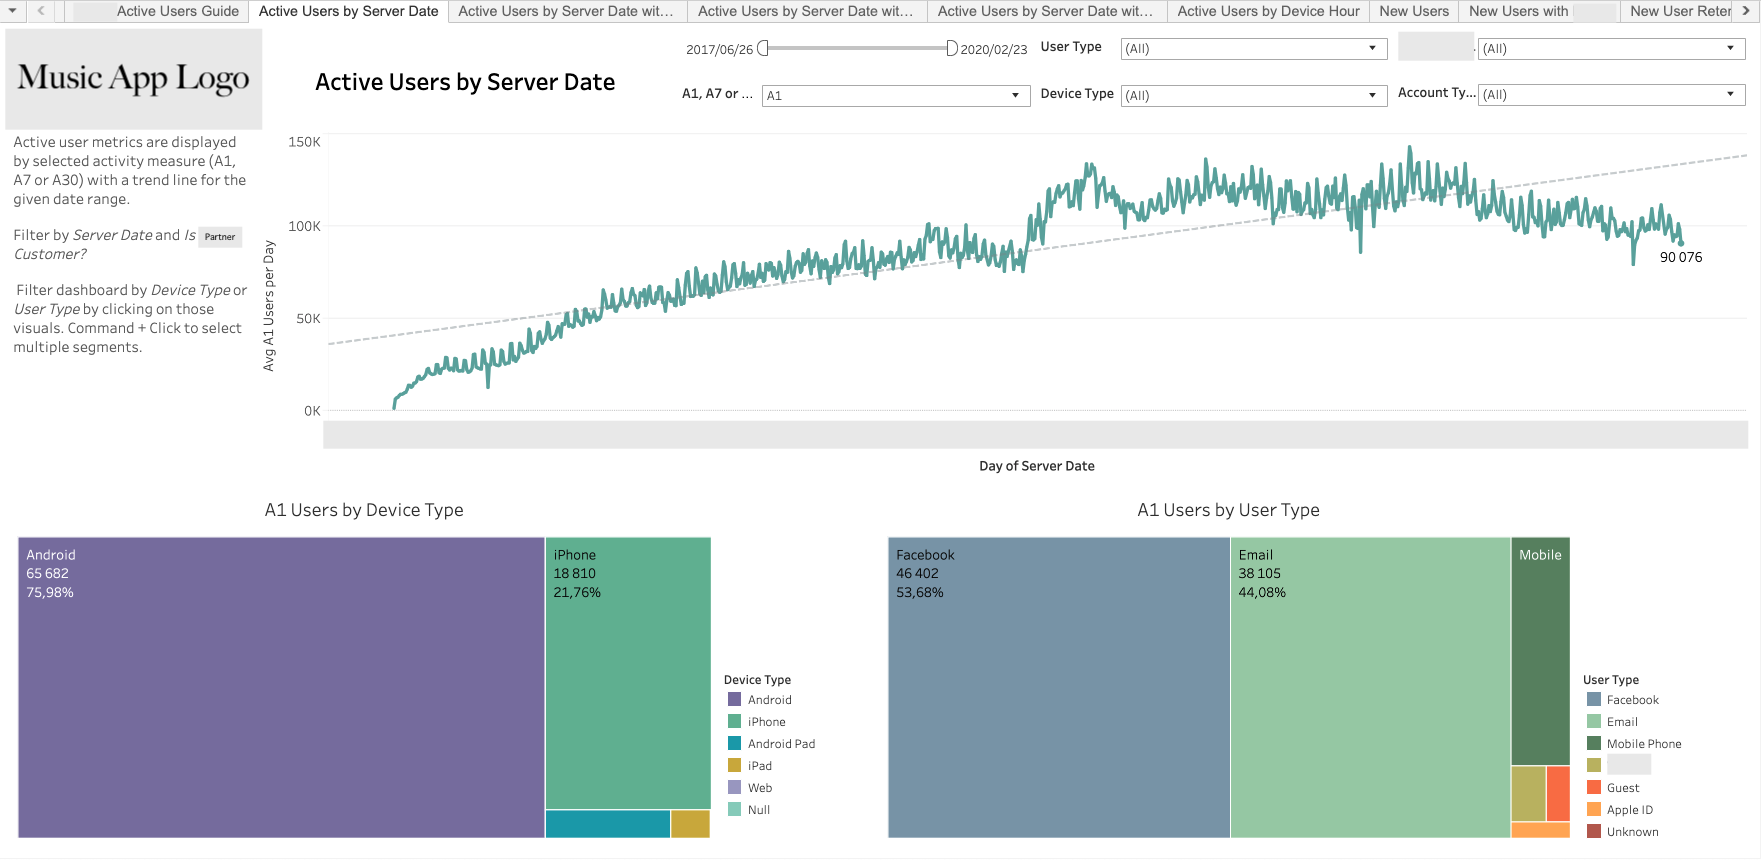 Active Users Guide
Active Users by Server Date
Active Users by Server Date wit...
Active Users by Server Date wit...
Active Users by Server Date wit...
Active Users by Device Hour
New Users
New Users with
New User Reter
Music App Logo
Active Users by Server Date
2017/06/26
2020/02/23
User Type
(All)
(All)
A1, A7 or ...
A1
Device Type
(All)
Account Ty...
(All)
Active user metrics are displayed
by selected activity measure (A1,
A7 or A30) with a trend line for the
given date range.
Filter by Server Date and Is Partner
Customer?
Filter dashboard by Device Type or
User Type by clicking on those
visuals. Command + Click to select
multiple segments.
Avg A1 Users per Day
150K
100K
50K
0K
90 076
Day of Server Date
A1 Users by Device Type
Android
65 682
75,98%
iPhone
18 810
21,76%
Device Type
Android
iPhone
Android Pad
iPad
Web
Null
A1 Users by User Type
Facebook
46 402
53,68%
Email
38 105
44,08%
Mobile
User Type
Facebook
Email
Mobile Phone
Guest
Apple ID
Unknown